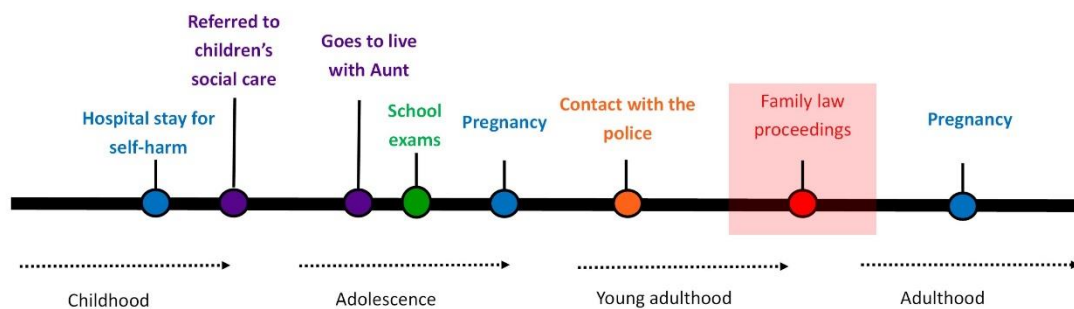 Referred to
children’s
social care
Goes to live
with Aunt
Hospital stay for
self-harm
School
exams
Pregnancy
Contact with the
police
Family law
proceedings
Pregnancy
Childhood
Adolescence
Young adulthood
Adulthood